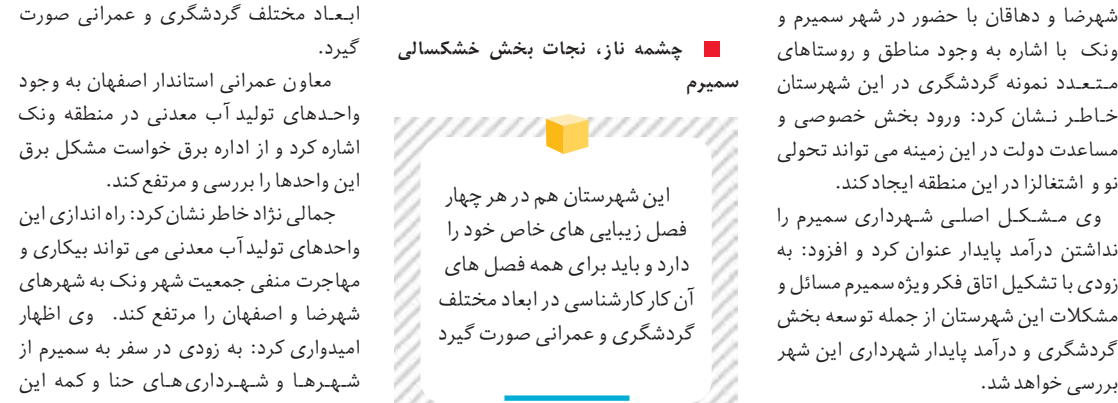 شهرضا و دهاقان با حضور در شهر سمیرم و
ونک با اشاره به وجود مناطق و روستاهای
متعدد نمونه گردشگری در این شهرستان
خاطر نشان کرد: ورود بخش خصوصی و
مساعدت دولت در این زمینه می تواند تحولی
نو و اشتغالزا در این منطقه ایجاد کند.
وی مشکل اصلی شهرداری سمیرم را
نداشتن درآمد پایدار عنوان کرد و افزود: به
زودی با تشکیل اتاق فکر ویژه سمیرم مسائل و
مشکلات این شهرستان از جمله توسعه بخش
گردشگری و درآمد پایدار شهرداری این شهر
بررسی خواهد شد.
چشمه ناز، نجات بخش خشکسالی
سمیرم
این شهرستان هم در هر چهار
فصل زیبایی های خاص خود را
دارد و باید برای همه فصل های
آن کار کارشناسی در ابعاد مختلف
گردشگری و عمرانی صورت گیرد
ابعاد مختلف گردشگری و عمرانی صورت
گیرد.
معاون عمرانی استاندار اصفهان به وجود
واحدهای تولید آب معدنی در منطقه ونک
اشاره کرد و از اداره برق خواست مشکل برق
این واحدها را بررسی و مرتفع کند.
جمالی نژاد خاطر نشان کرد: راه اندازی این
واحدهای تولید آب معدنی می تواند بیکاری و
مهاجرت منفی جمعیت شهر ونک به شهرهای
شهرضا و اصفهان را مرتفع کند. وی اظهار
امیدواری کرد: به زودی در سفر به سمیرم از
شهرها و شهرداری‌های حنا و کمه این